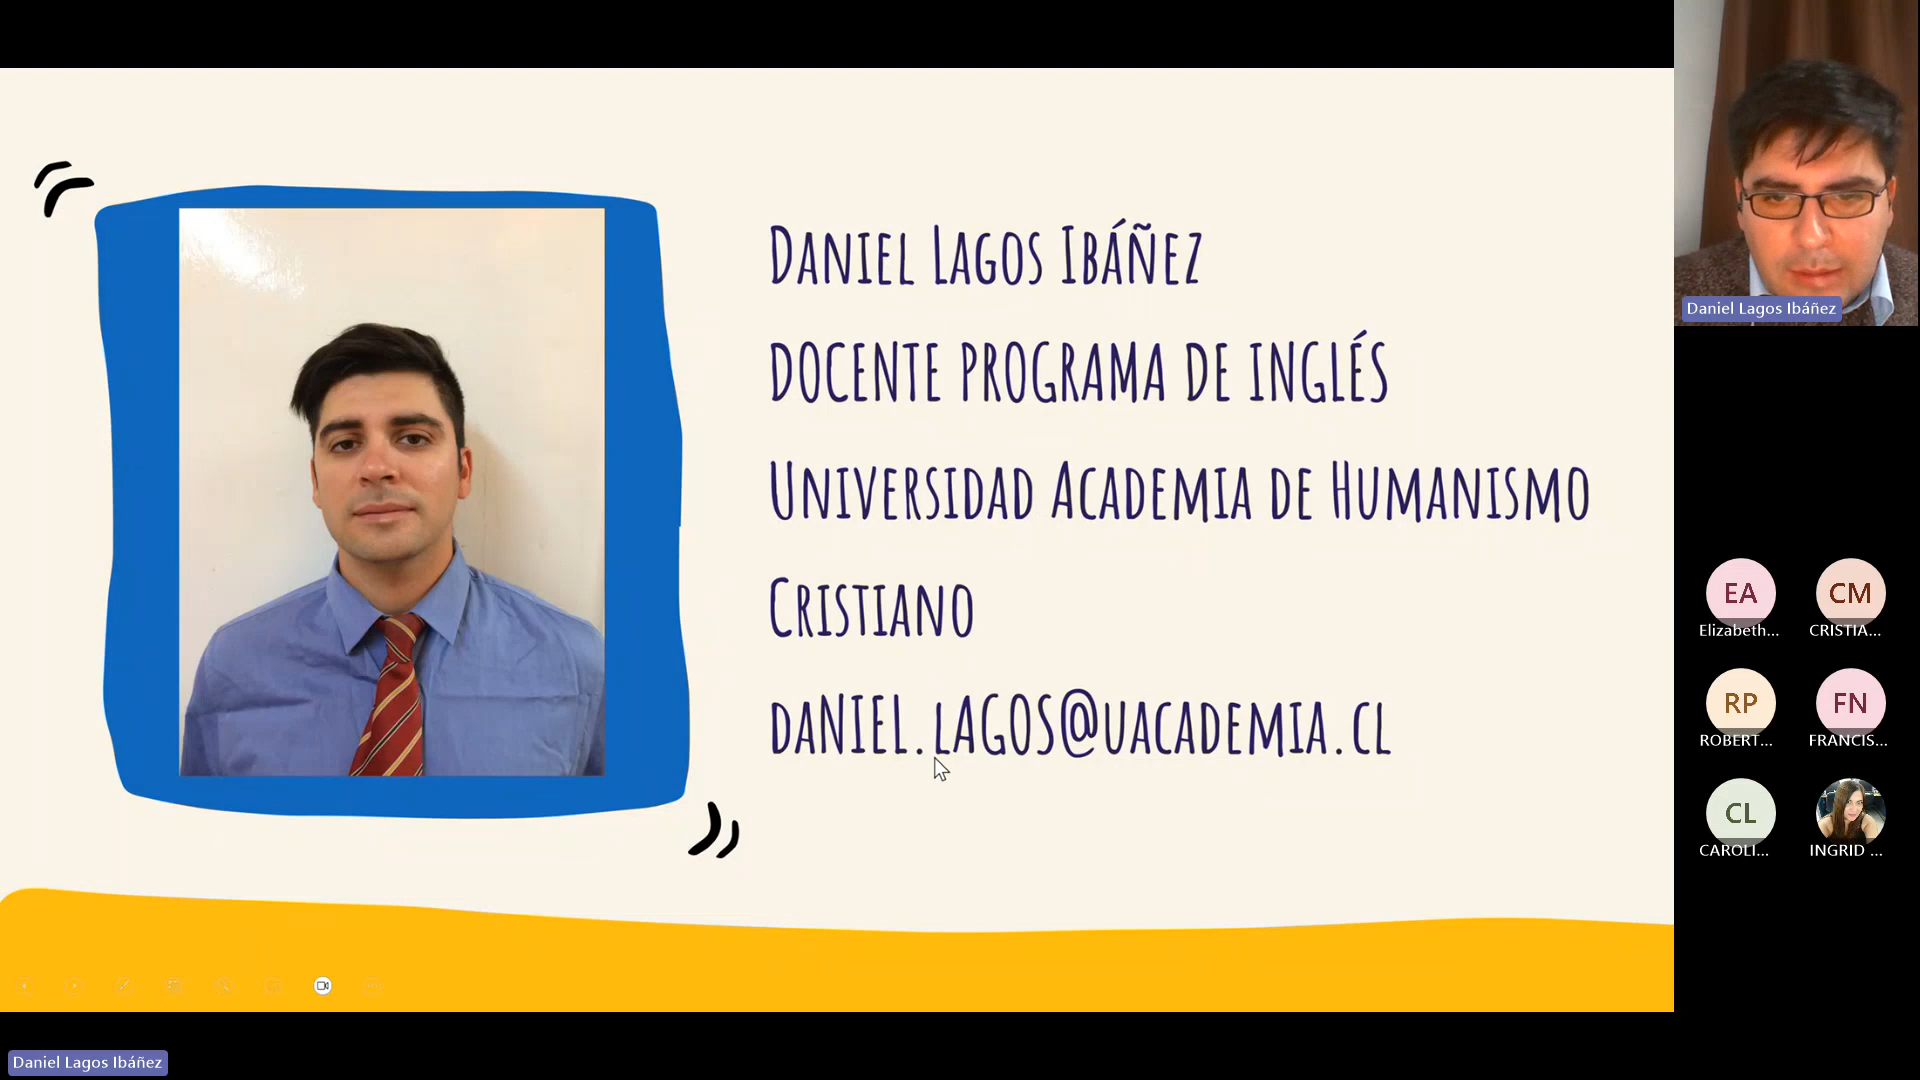 Daniel Lagos Ibáñez
DOCENTE PROGRAMA DE INGLÉS
Universidad Academia de Humanismo
Cristiano
daniel.lagos@uacademia.cl
Daniel Lagos Ibáñez
EA
Elizabeth...
CM
CRISTIA...
RP
ROBERT...
FN
FRANCIS...
CL
CAROLI...
INGRID ...
Daniel Lagos Ibáñez